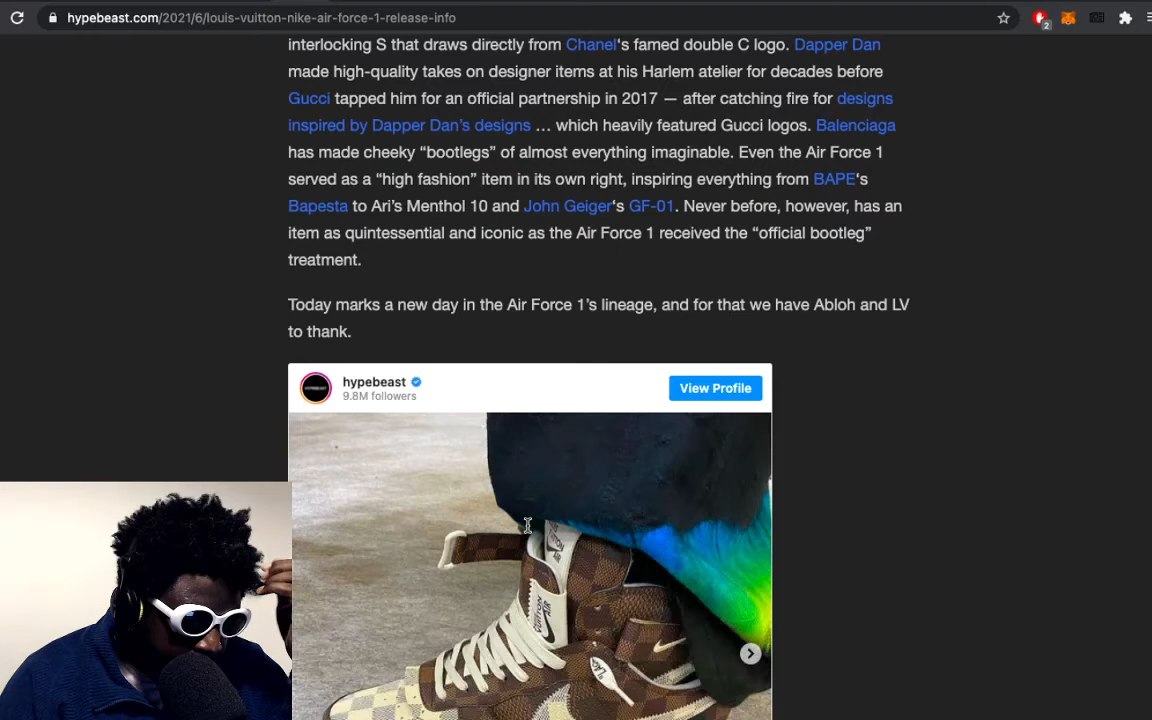 hypebeast.com/2021/6/louis-vuitton-nike-air-force-1-release-info
2
interlocking S that draws directly from Chanel‘s famed double C logo. Dapper Dan
made high-quality takes on designer items at his Harlem atelier for decades before
Gucci tapped him for an official partnership in 2017 — after catching fire for designs
inspired by Dapper Dan’s designs … which heavily featured Gucci logos. Balenciaga
has made cheeky “bootlegs” of almost everything imaginable. Even the Air Force 1
served as a “high fashion” item in its own right, inspiring everything from BAPE‘s
Bapesta to Ari’s Menthol 10 and John Geiger‘s GF-01. Never before, however, has an
item as quintessential and iconic as the Air Force 1 received the “official bootleg”
treatment.
Today marks a new day in the Air Force 1’s lineage, and for that we have Abloh and LV
to thank.
hypebeast
9.8M followers
View Profile
HYPEBEAST
VUITTON
AIR